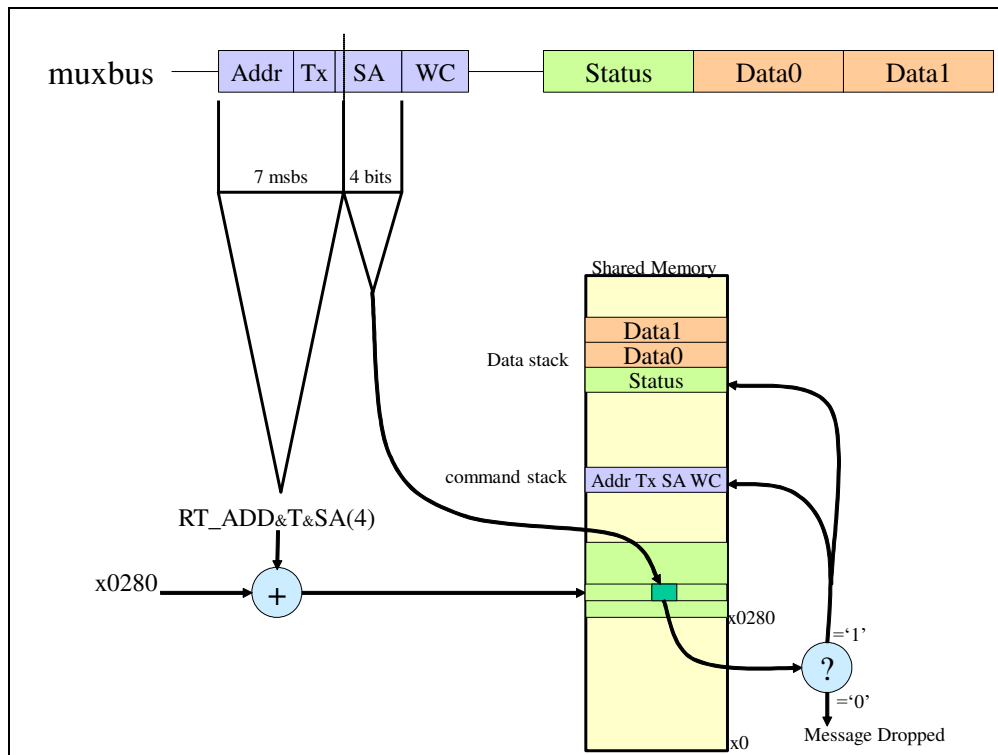 muxbus Addr Tx SA WC Status Data0 Data1
7 msbs 4 bits
Shared Memory
Data1
Data stack Data0
Status
command stack Addr Tx SA WC
RT_ADD&T&SA(4)
x0280 +
x0280
=‘1’
?
=‘0’
Message Dropped
x0